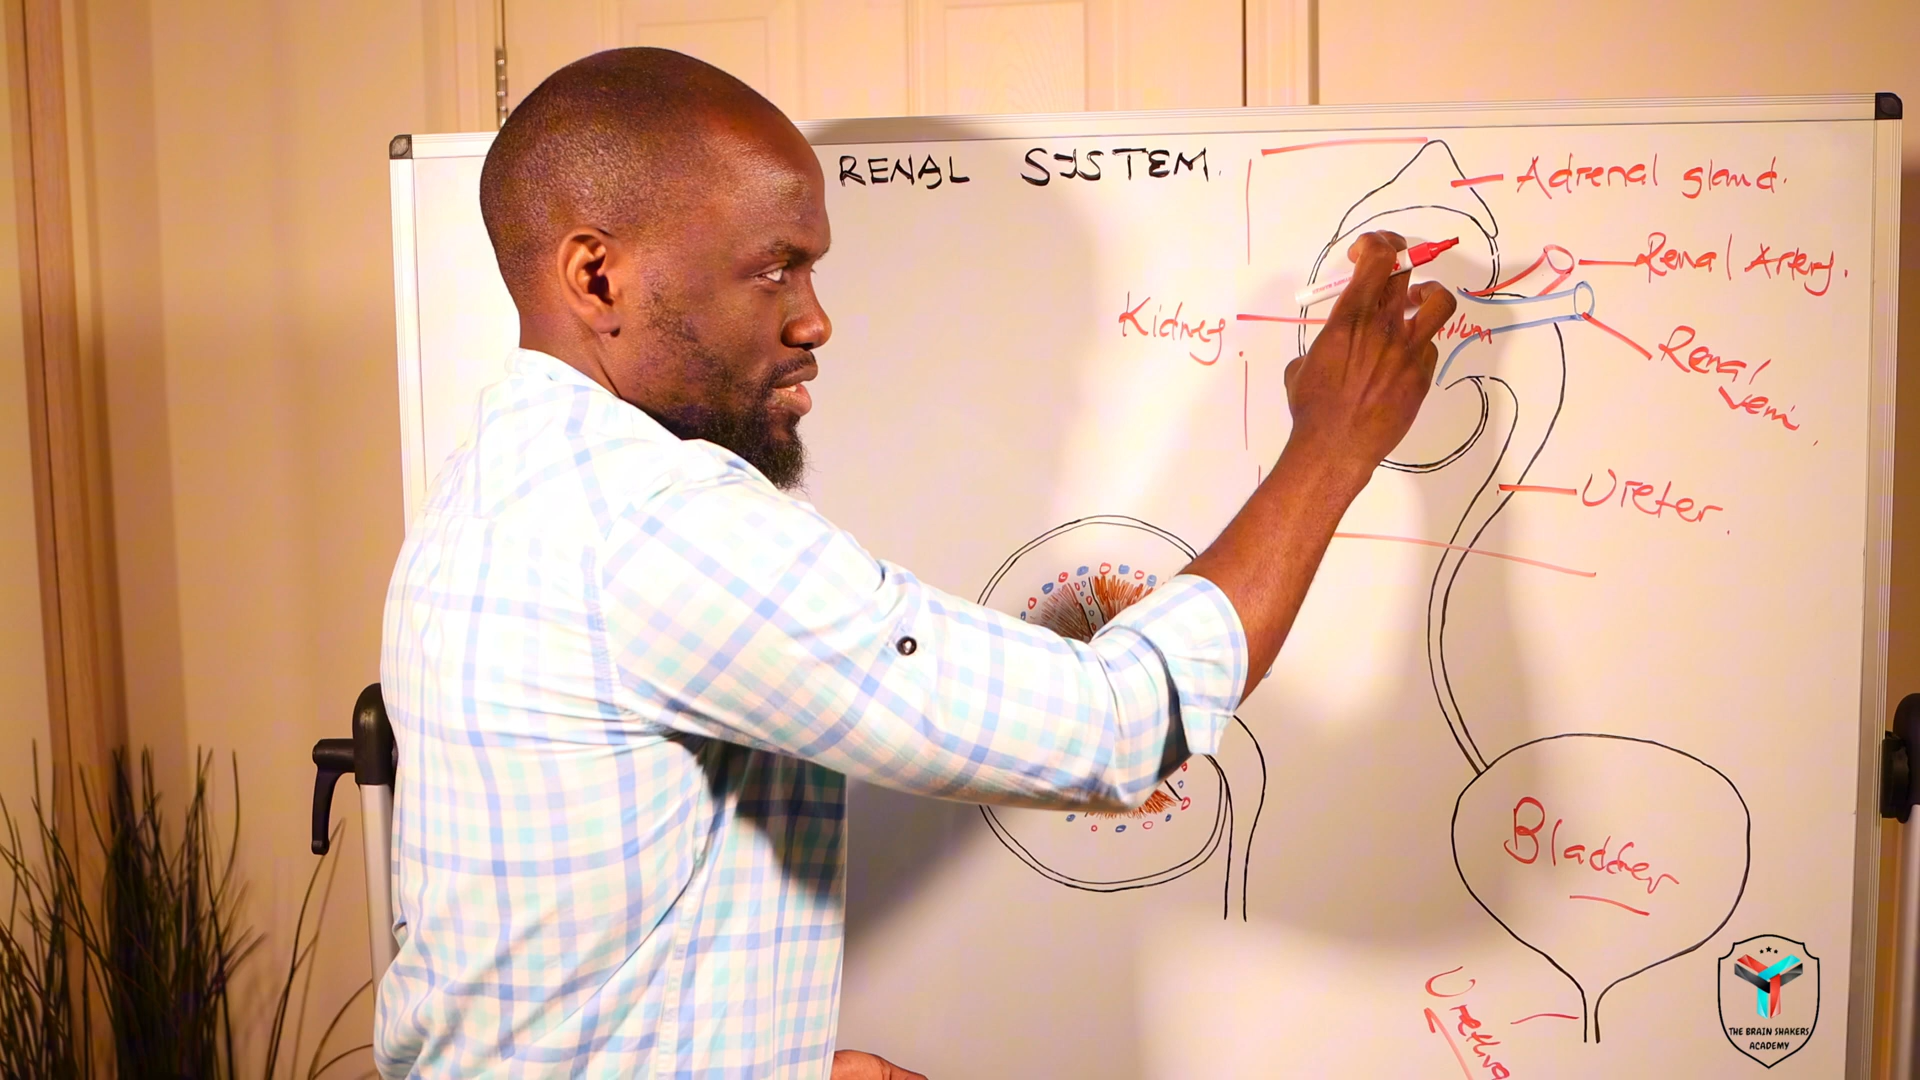 RENAL SYSTEM.
Adrenal gland.
Renal Artery.
Kidney.
Renal
Vein
Ureter.
Bladder
Urethra
THE BRAIN SHAKERS
ACADEMY